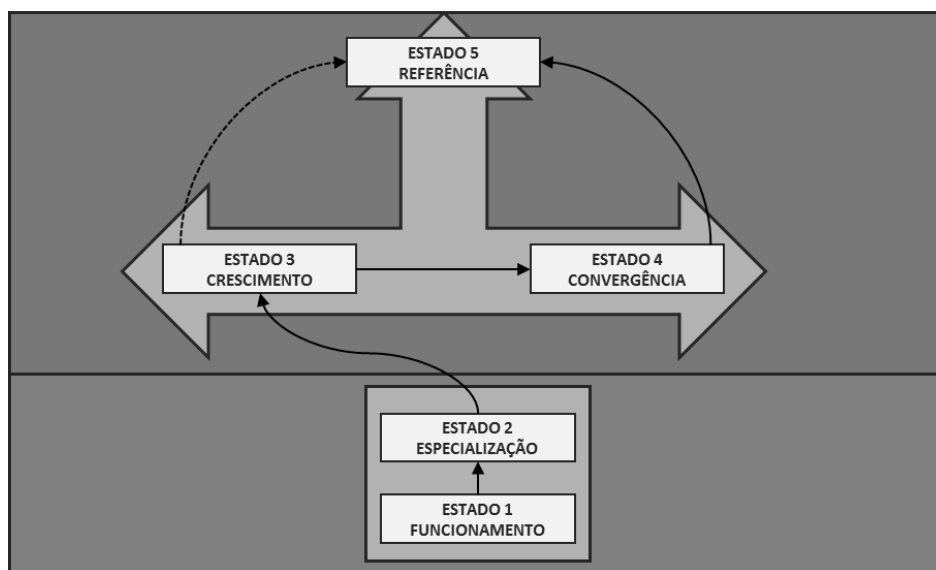 ESTADO 5
REFERÊNCIA
ESTADO 3
CRESCIMENTO
ESTADO 4
CONVERGÊNCIA
ESTADO 2
ESPECIALIZAÇÃO
ESTADO 1
FUNCIONAMENTO